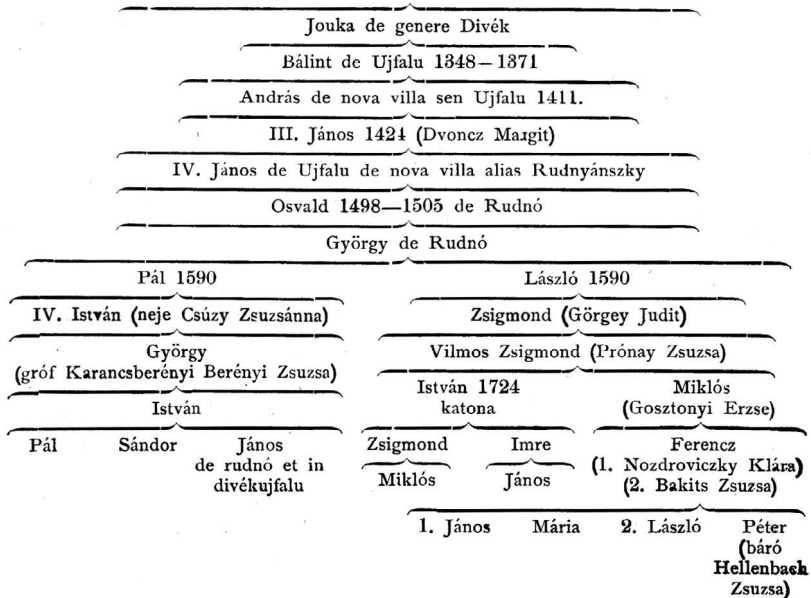 Jouka de genere Divék
Bálint de Ujfalu 1348–1371
András de nova villa sen Ujfalu 1411.
III. János 1424 (Dvoncz Margit)
IV. János de Ujfalu de nova villa alias Rudnyánszky
Osvald 1498—1505 de Rudnó
György de Rudnó
Pál 1590 László 1590
IV. István (neje Csúzy Zsuzsánna) Zsigmond (Görgey Judit)
György Vilmos Zsigmond (Prónay Zsuzsa)
(gróf Karancsberényi Berényi Zsuzsa)
István 1724 Miklós
István katona (Gosztonyi Erzse)
Pál Sándor János Zsigmond Imre Ferenc
de rudnó et in (1. Nozdroviczky Klára)
divékujfalu Miklós János (2. Bakits Zsuzsa)
1. János Mária 2. László Péter
(báró
Hellenbach
Zsuzsa)